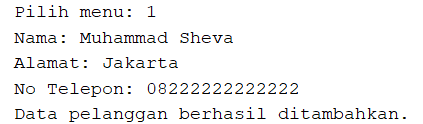 Pilih menu: 1
Nama: Muhammad Sheva
Alamat: Jakarta
No Telepon: 08222222222222
Data pelanggan berhasil ditambahkan.